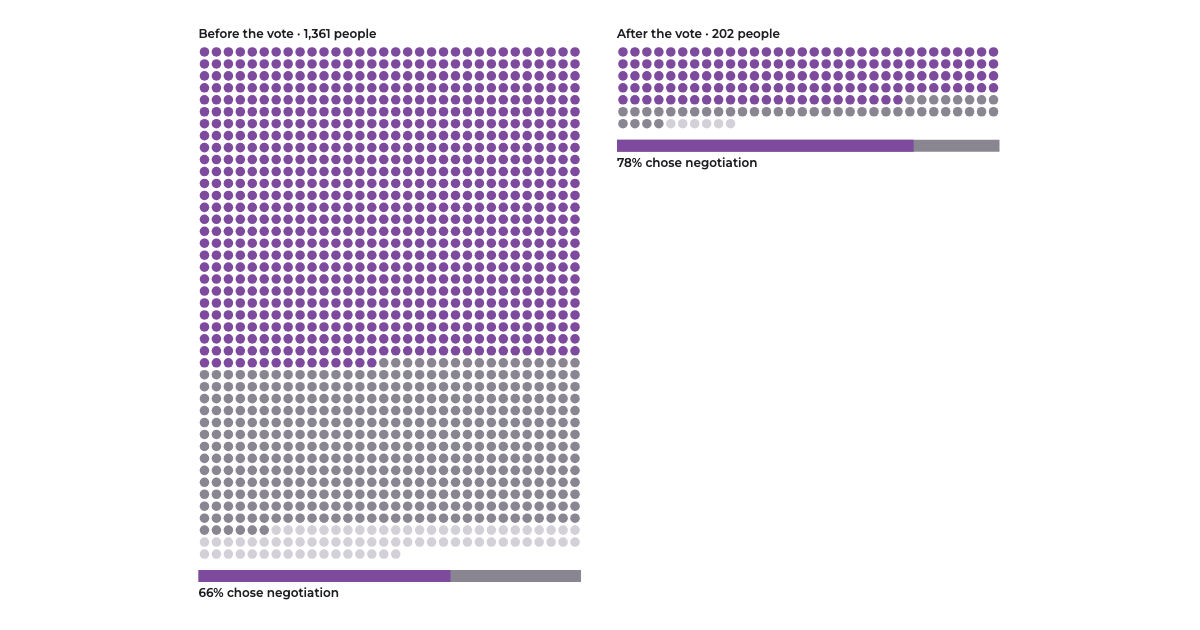 Before the vote · 1,361 people
After the vote · 202 people
78% chose negotiation
66% chose negotiation